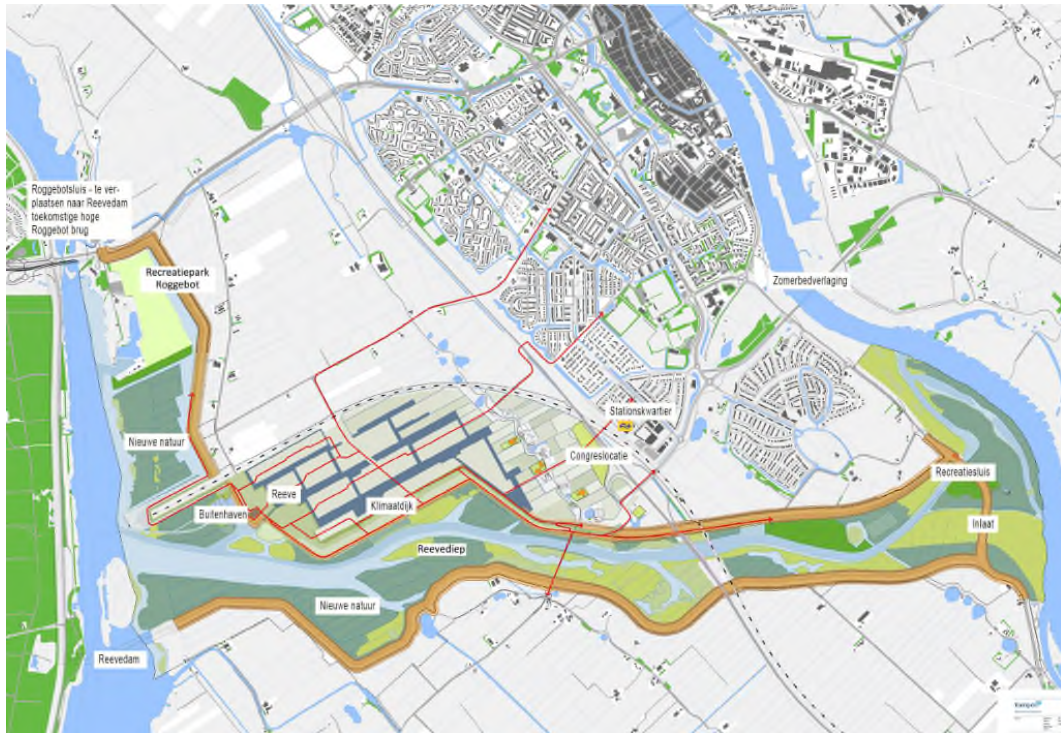 Roggebotsluis - te ver-
plaatsen naar Reevedam
toekomstige hoge
Roggebot brug
Recreatiepark
Roggebot
Zomerbedverlaging
Stationskwartier
Congreslocatie
Nieuwe natuur
Reeve
Klimaatdijk
Buitenhaven
Recreatiesluis
Inlaat
Reevediep
Nieuwe natuur
Reevedam
Kampen